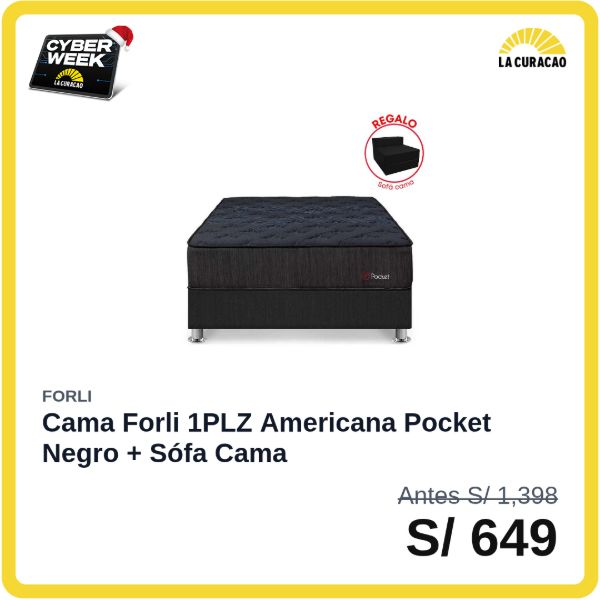 CYBER
WEEK
LA CURACAO
LA CURACAO
REGALO
Sofá cama
Pocket
FORLI
Cama Forli 1PLZ Americana Pocket
Negro + Sófa Cama
Antes S/ 1,398
S/ 649